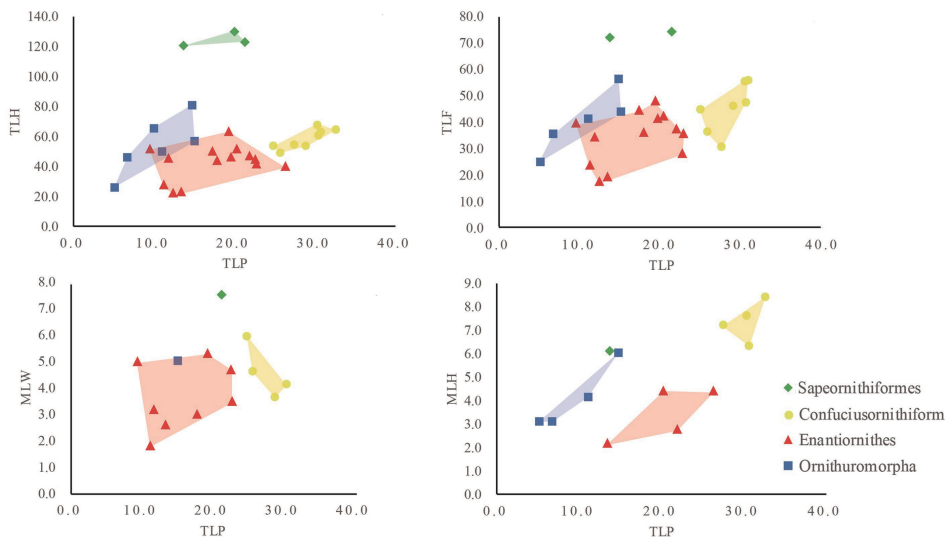 TLH
140.0
120.0
100.0
80.0
60.0
40.0
20.0
0.0
0.0 10.0 20.0 30.0 40.0
TLP
TLF
80.0
70.0
60.0
50.0
40.0
30.0
20.0
10.0
0.0
0.0 10.0 20.0 30.0 40.0
TLP
MLW
8.0
7.0
6.0
5.0
4.0
3.0
2.0
1.0
0.0
0.0 10.0 20.0 30.0 40.0
TLP
MLH
9.0
8.0
7.0
6.0
5.0
4.0
3.0
2.0
1.0
0.0
0.0 10.0 20.0 30.0 40.0
TLP
Sapeornithiformes
Confuciusornithiform
Enantiornithes
Ornithuromorpha